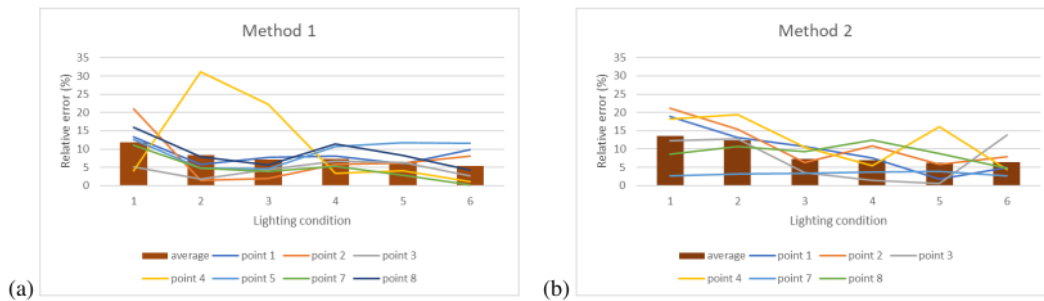 Method 1
Relative error (%)
35
30
25
20
15
10
5
0
1 2 3 4 5 6
Lighting condition
average point 1 point 2 point 3
point 4 point 5 point 7 point 8
(a)
Method 2
Relative error (%)
35
30
25
20
15
10
5
0
1 2 3 4 5 6
Lighting condition
average point 1 point 2 point 3
point 4 point 7 point 8
(b)